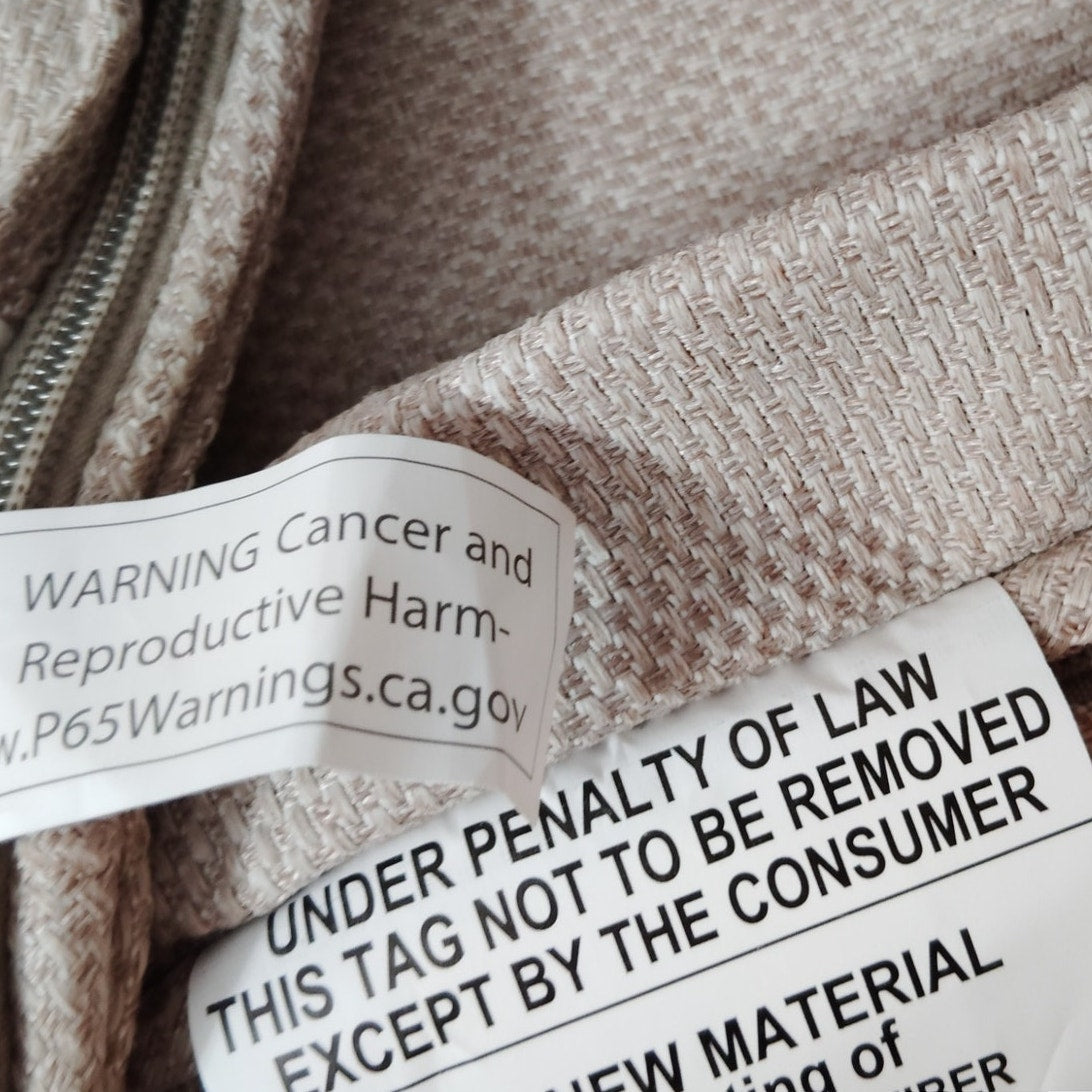 WARNING Cancer and
Reproductive Harm-
w.P65Warnings.ca.gov
UNDER PENALTY OF LAW
THIS TAG NOT TO BE REMOVED
EXCEPT BY THE CONSUMER
NEW MATERIAL
of